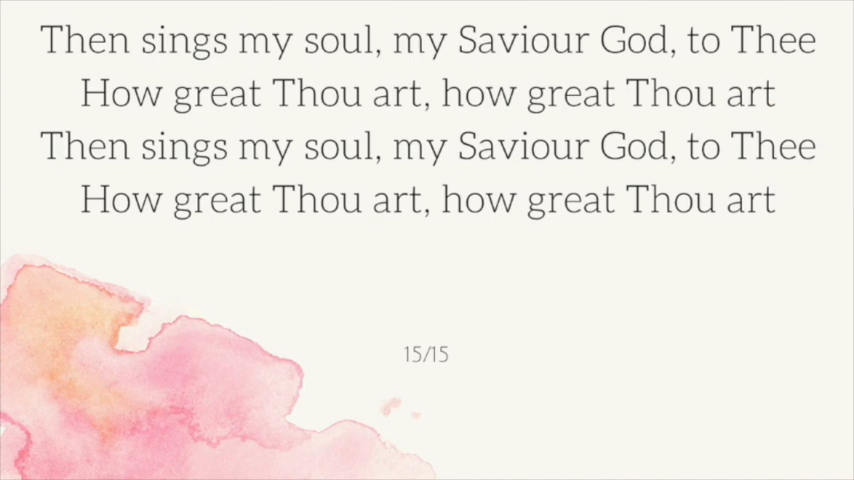 Then sings my soul, my Saviour God, to Thee
How great Thou art, how great Thou art
Then sings my soul, my Saviour God, to Thee
How great Thou art, how great Thou art
15/15